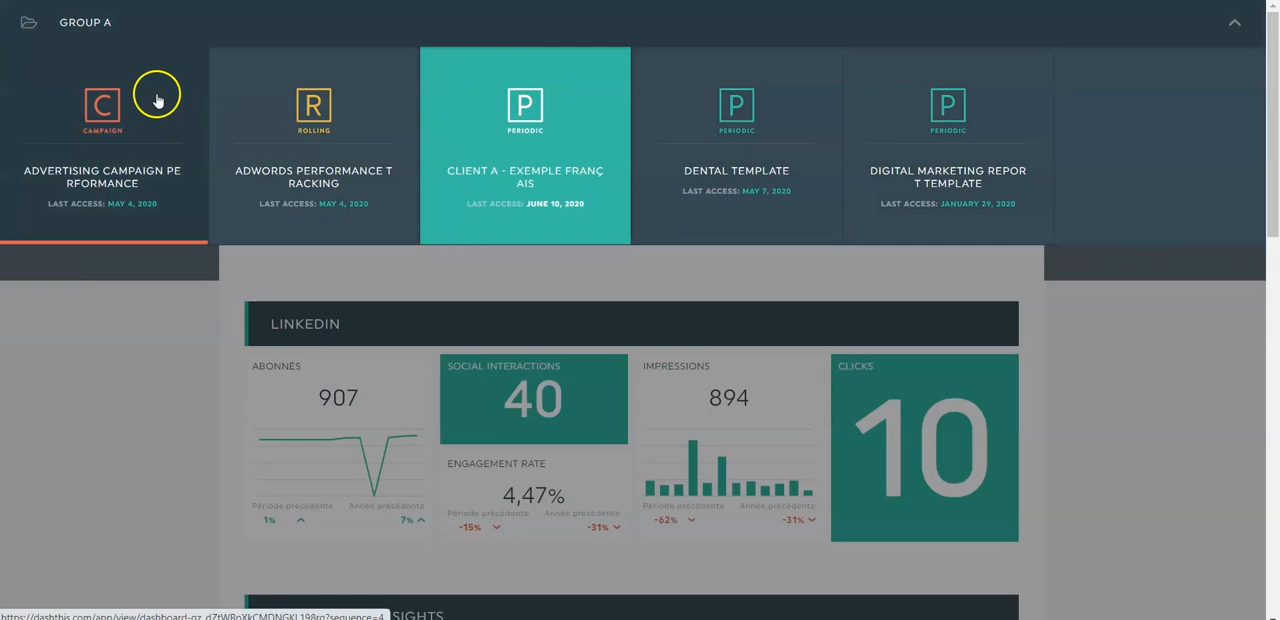 GROUP A
C
CAMPAIGN
ADVERTISING CAMPAIGN PE
RFORMANCE
LAST ACCESS: MAY 4, 2020
R
ROLLING
ADWORDS PERFORMANCE T
RACKING
LAST ACCESS: MAY 4, 2020
P
PERIODIC
CLIENT A - EXEMPLE FRANÇ
AIS
LAST ACCESS: JUNE 10, 2020
P
PERIODIC
DENTAL TEMPLATE
LAST ACCESS: MAY 7, 2020
P
PERIODIC
DIGITAL MARKETING REPOR
T TEMPLATE
LAST ACCESS: JANUARY 29, 2020
LINKEDIN
ABONNÉS
907
Période précédente Année précédente
1% 7%
SOCIAL INTERACTIONS
40
ENGAGEMENT RATE
4,47%
Période précédente Année précédente
-15% -31%
IMPRESSIONS
894
Période précédente Année précédente
-62% -31%
CLICKS
10
SIGHTS